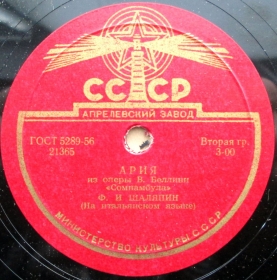 СССР
АПРЕЛЕВСКИЙ ЗАВОД
ГОСТ 5289-56
21365
Вторая гр.
3-00
АРИЯ
из оперы В. Беллини
«Сомнамбула»
Ф. И ШАЛЯПИН
(На итальянском языке)
МИНИСТЕРСТВО КУЛЬТУРЫ СССР